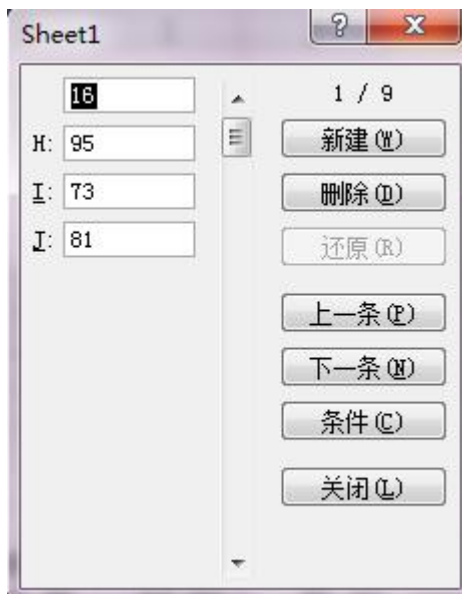 Sheet1
16
1 / 9
H: 95
新建(W)
I: 73
删除(D)
J: 81
还原(R)
上一条(P)
下一条(N)
条件(C)
关闭(L)